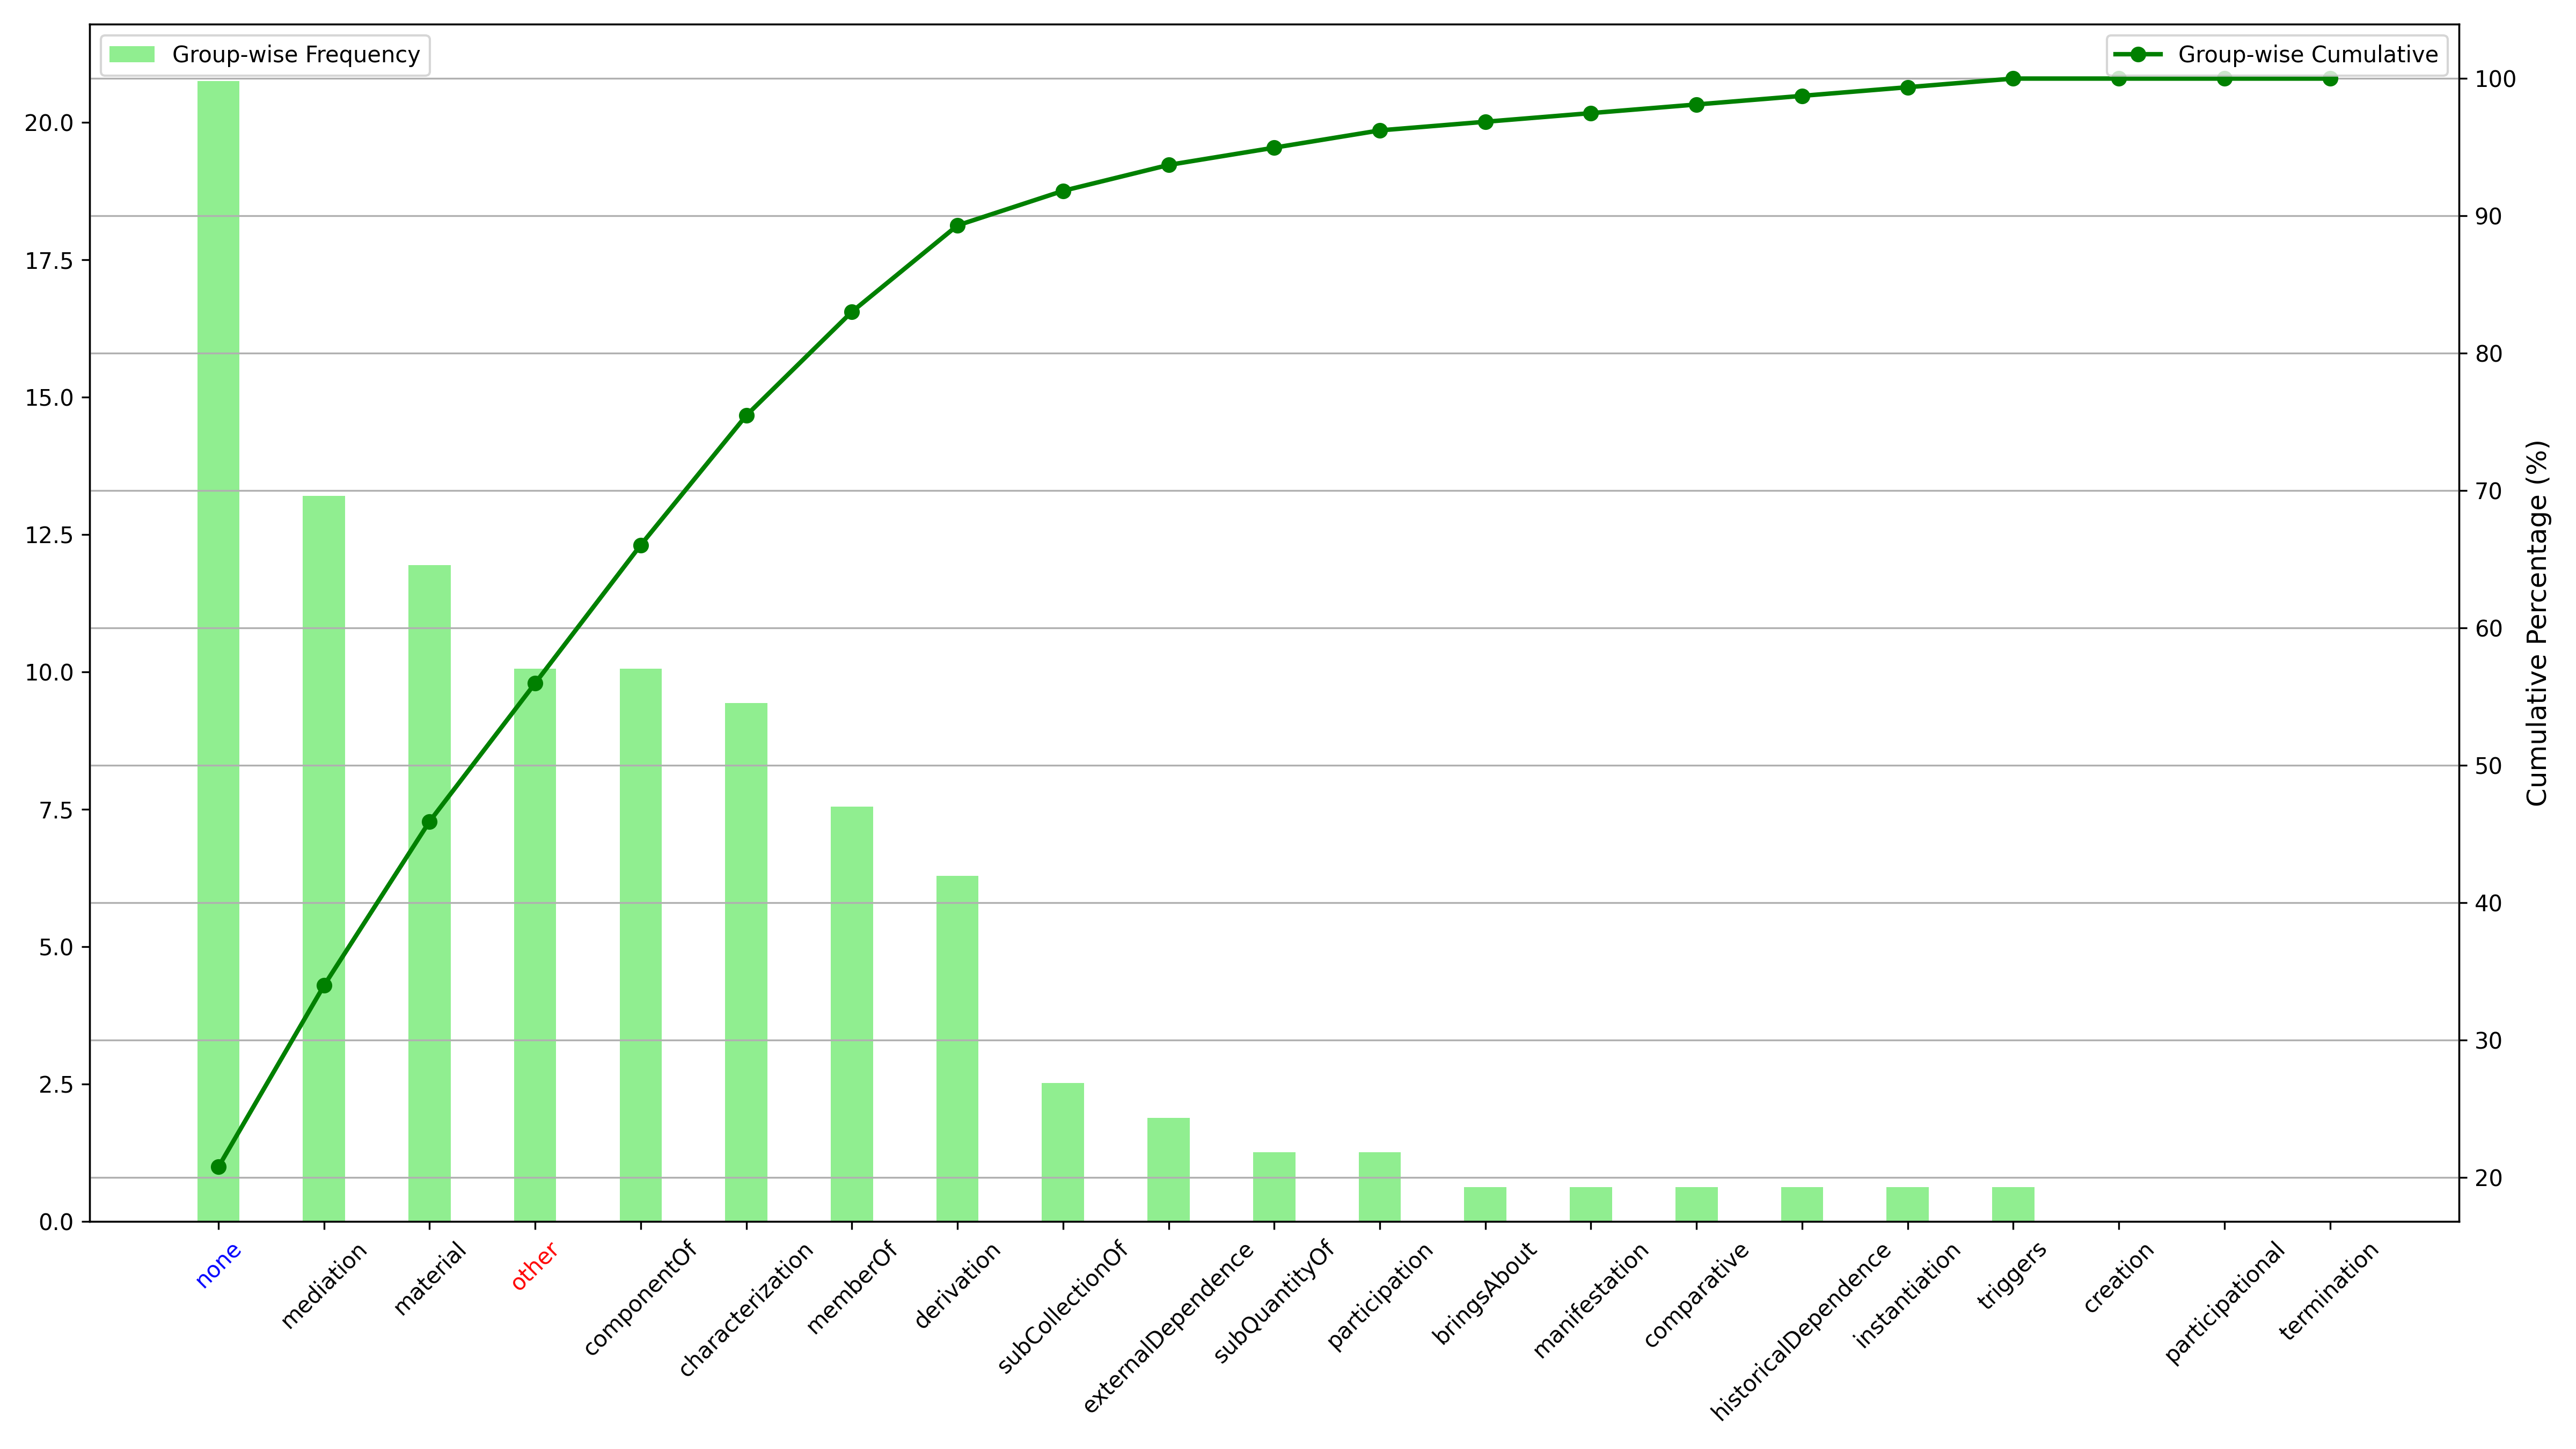 Group-wise Frequency
Group-wise Cumulative
20.0
17.5
15.0
12.5
10.0
7.5
5.0
2.5
0.0
100
90
80
70
60
50
40
30
20
Cumulative Percentage (%)
none
mediation
material
other
componentOf
characterization
memberOf
derivation
subCollectionOf
externalDependence
subQuantityOf
participation
bringsAbout
manifestation
comparative
historicalDependence
instantiation
triggers
creation
participational
termination